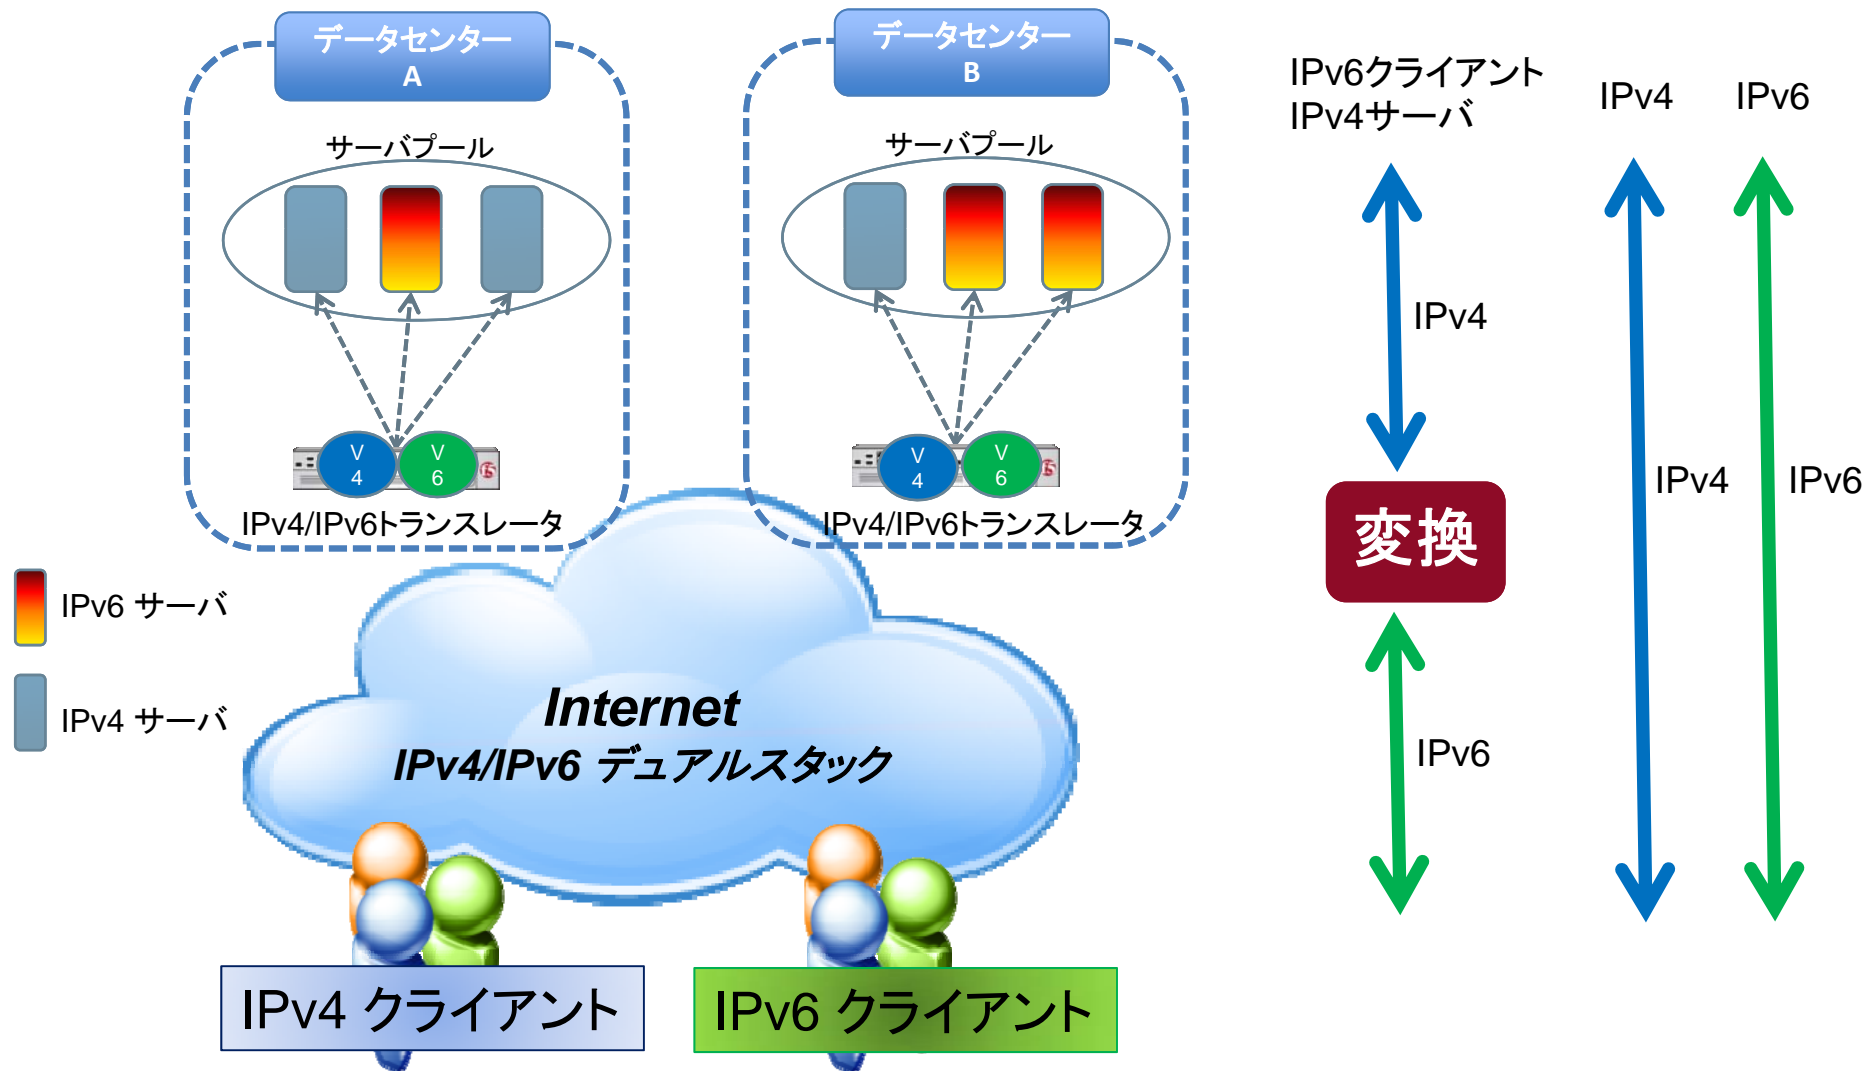 データセンター
A
サーバプール
V
4
V
6
IPv4/IPv6トランスレータ
データセンター
B
サーバプール
V
4
V
6
IPv4/IPv6トランスレータ
IPv6 サーバ
IPv4 サーバ
Internet
IPv4/IPv6 デュアルスタック
IPv4 クライアント
IPv6 クライアント
IPv6クライアント
IPv4サーバ
IPv4
変換
IPv6
IPv4
IPv4
IPv6
IPv6